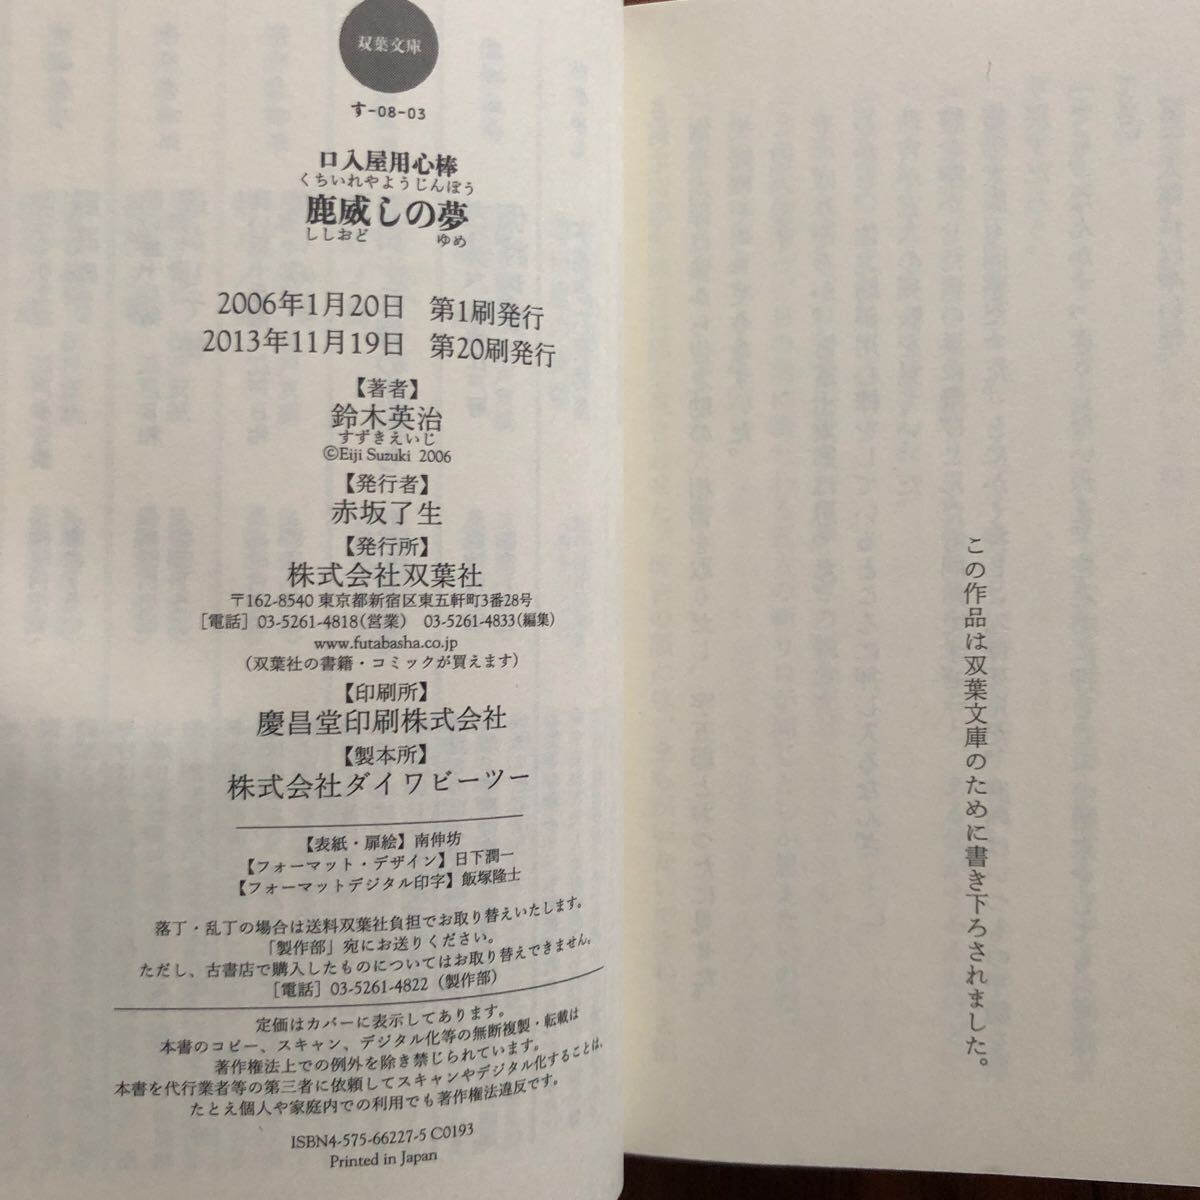 双葉文庫
す-08-03
口入屋用心棒
くちいれやようじんぼう
鹿威しの夢
ししおど ゆめ
2006年1月20日 第1刷発行
2013年11月19日 第20刷発行
【著者】
鈴木英治
すずきえいじ
©Eiji Suzuki 2006
【発行者】
赤坂了生
【発行所】
株式会社双葉社
〒162-8540 東京都新宿区東五軒町3番28号
[電話] 03-5261-4818(営業) 03-5261-4833(編集)
www.futabasha.co.jp
(双葉社の書籍・コミックが買えます)
【印刷所】
慶昌堂印刷株式会社
【製本所】
株式会社ダイワビーツー
【表紙・扉絵】南伸坊
【フォーマット・デザイン】日下潤一
【フォーマットデジタル印字】飯塚隆士
落丁・乱丁の場合は送料双葉社負担でお取り替えいたします。
「製作部」宛にお送りください。
ただし、古書店で購入したものについてはお取り替えできません。
[電話] 03-5261-4822(製作部)
定価はカバーに表示してあります。
本書のコピー、スキャン、デジタル化等の無断複製・転載は
著作権法上での例外を除き禁じられています。
本書を代行業者等の第三者に依頼してスキャンやデジタル化することは、
たとえ個人や家庭内での利用でも著作権法違反です。
ISBN4-575-66227-5 C0193
Printed in Japan
この作品は双葉文庫のために書き下ろされました。